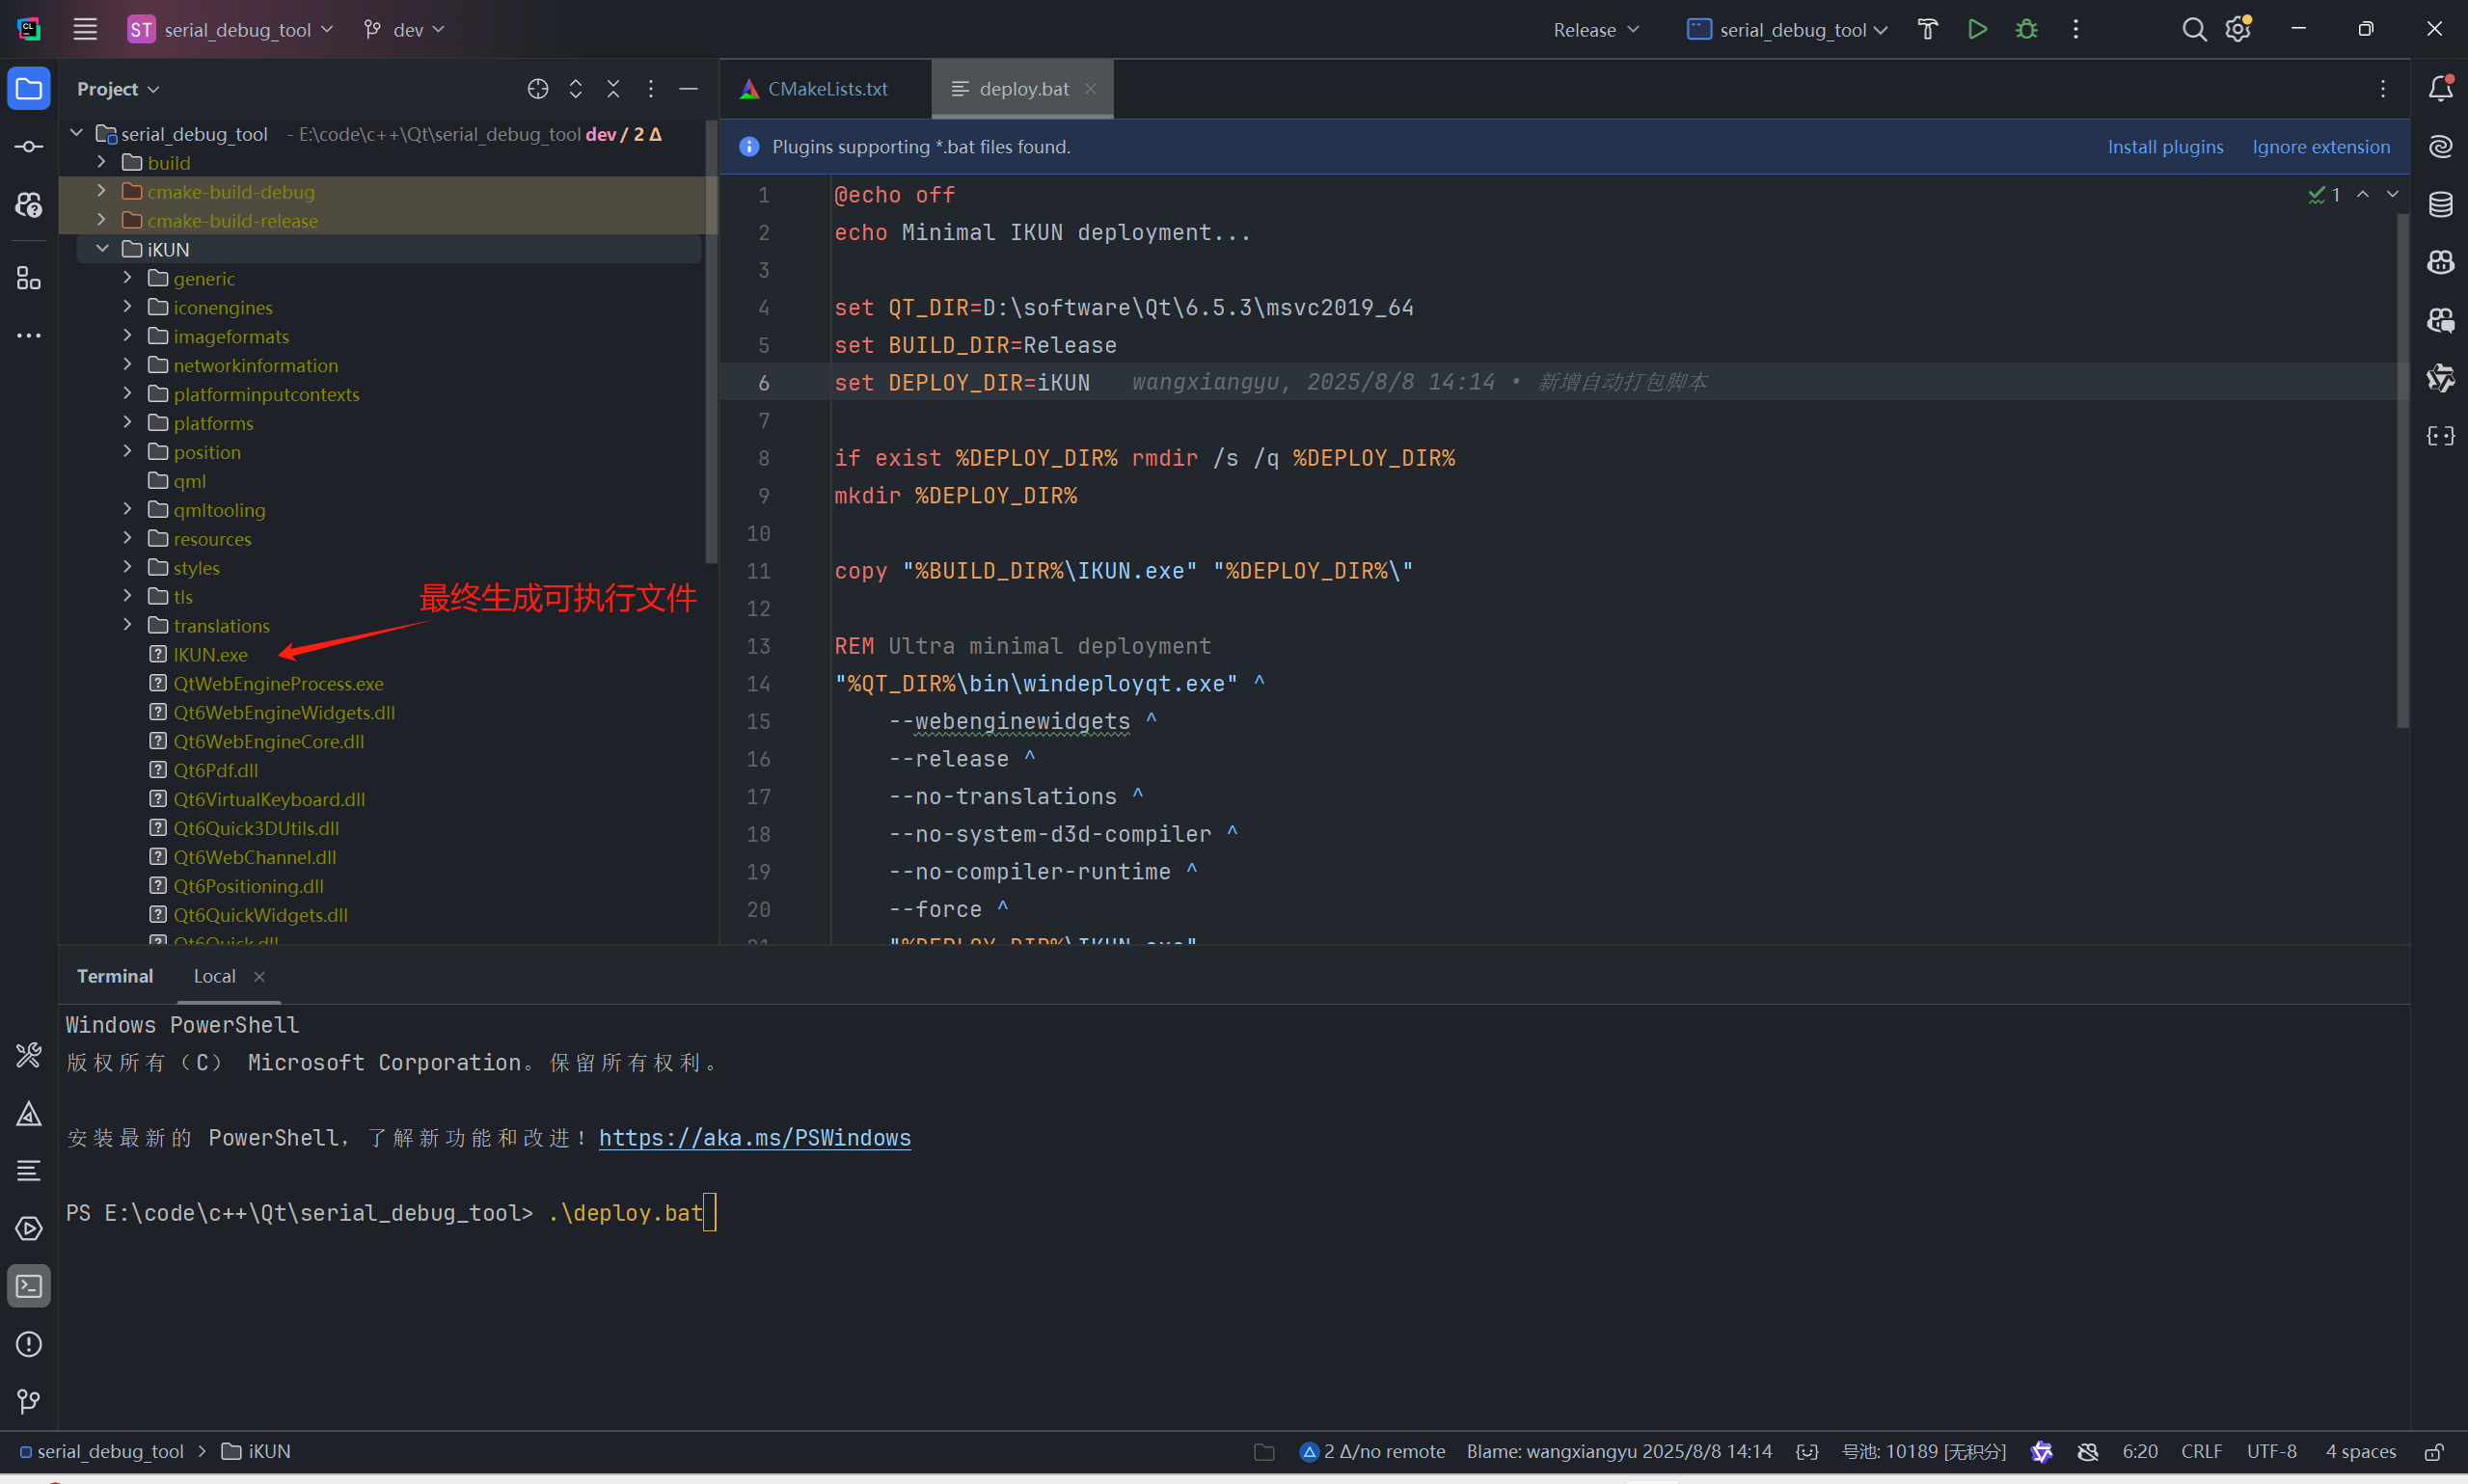 ST serial_debug_tool dev Release serial_debug_tool
Project
serial_debug_tool - E:\code\c++\Qt\serial_debug_tool dev / 2 Δ
build
cmake-build-debug
cmake-build-release
iKUN
generic
iconengines
imageformats
networkinformation
platforminputcontexts
platforms
position
qml
qmltooling
resources
styles
tls
translations
IKUN.exe
QtWebEngineProcess.exe
Qt6WebEngineWidgets.dll
Qt6WebEngineCore.dll
Qt6Pdf.dll
Qt6VirtualKeyboard.dll
Qt6Quick3DUtils.dll
Qt6WebChannel.dll
Qt6Positioning.dll
Qt6QuickWidgets.dll
Qt6Quick.dll
最终生成可执行文件
CMakeLists.txt deploy.bat
Plugins supporting *.bat files found. Install plugins Ignore extension
1 @echo off
2 echo Minimal IKUN deployment...
3
4 set QT_DIR=D:\software\Qt\6.5.3\msvc2019_64
5 set BUILD_DIR=Release
6 set DEPLOY_DIR=iKUN wangxiangyu, 2025/8/8 14:14 • 新增自动打包脚本
7
8 if exist %DEPLOY_DIR% rmdir /s /q %DEPLOY_DIR%
9 mkdir %DEPLOY_DIR%
10
11 copy "%BUILD_DIR%\IKUN.exe" "%DEPLOY_DIR%\"
12
13 REM Ultra minimal deployment
14 "%QT_DIR%\bin\windeployqt.exe" ^
15 --webenginewidgets ^
16 --release ^
17 --no-translations ^
18 --no-system-d3d-compiler ^
19 --no-compiler-runtime ^
20 --force ^
21 "%DEPLOY_DIR%\IKUN.exe"
1
Terminal Local
Windows PowerShell
版权所有（C） Microsoft Corporation。保留所有权利。
安装最新的 PowerShell，了解新功能和改进！https://aka.ms/PSWindows
PS E:\code\c++\Qt\serial_debug_tool> .\deploy.bat
serial_debug_tool iKUN
2 Δ/no remote Blame: wangxiangyu 2025/8/8 14:14 号池: 10189 [无积分] 6:20 CRLF UTF-8 4 spaces